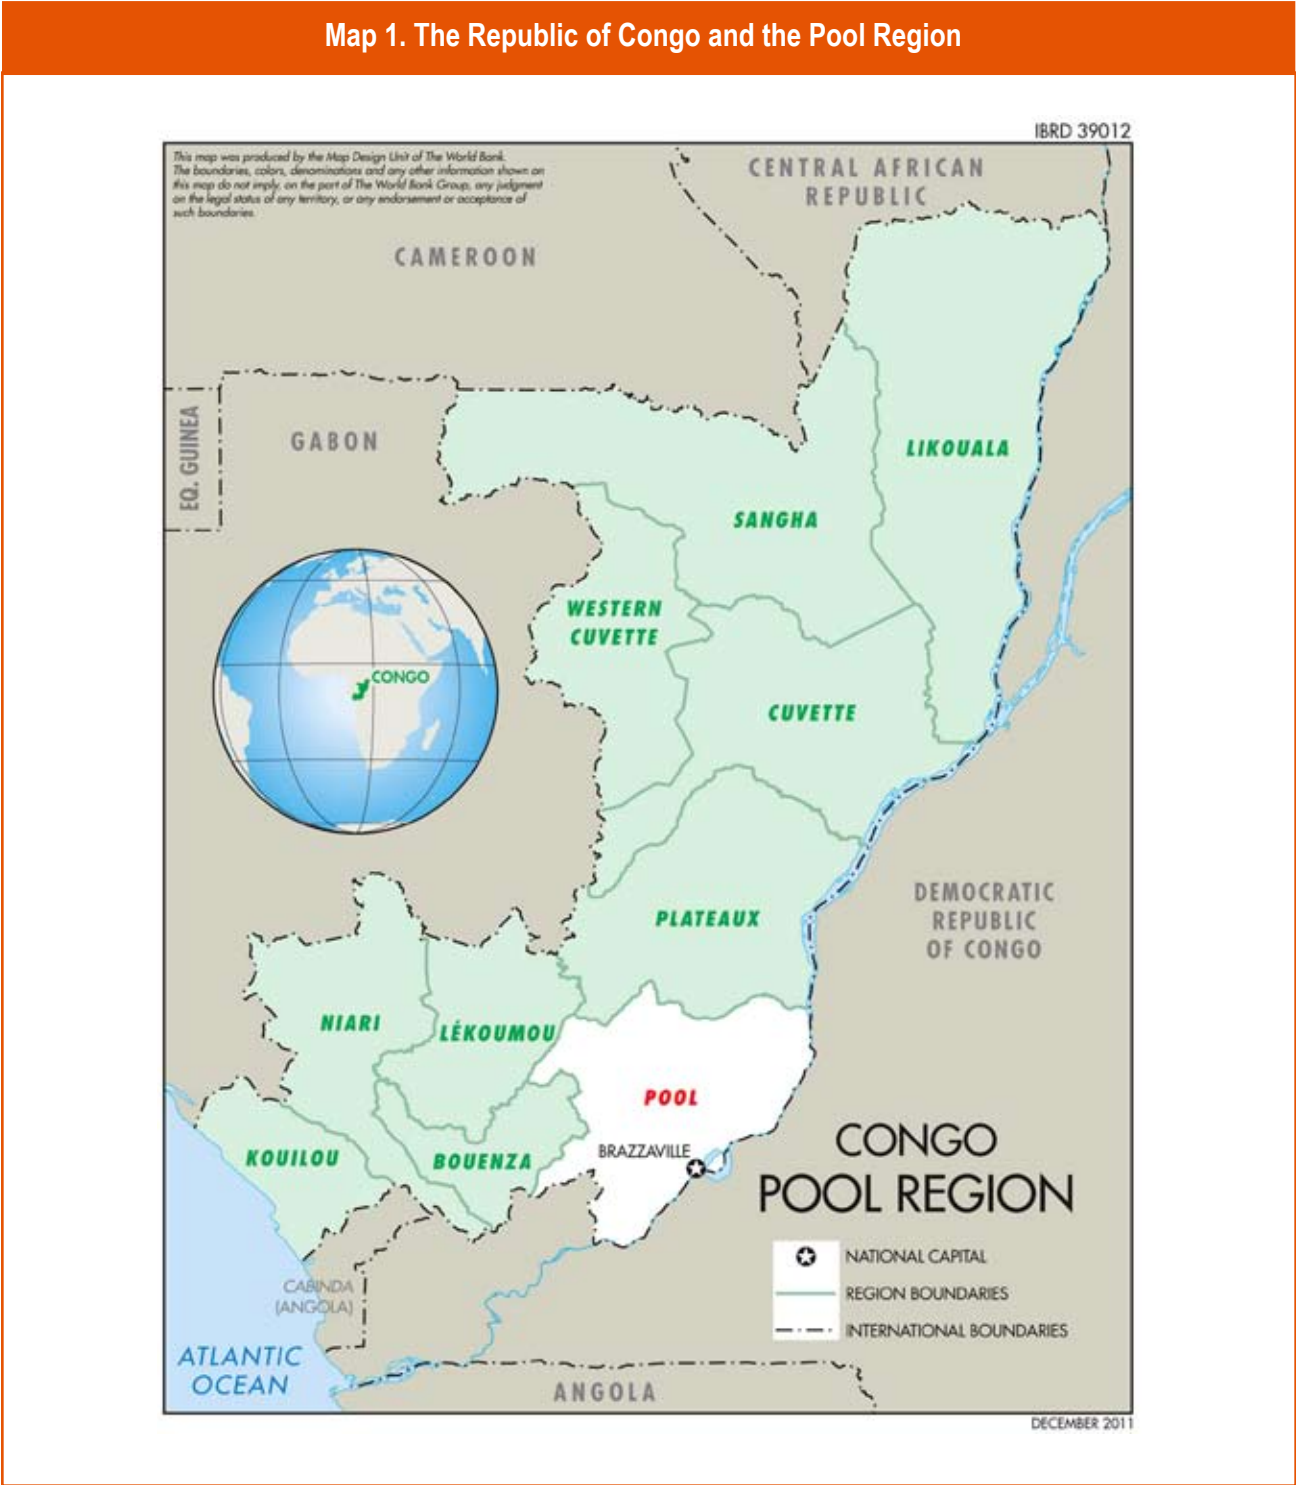 Map 1. The Republic of Congo and the Pool Region
IBRD 39012
This map was produced by the Map Design Unit of The World Bank.
The boundaries, colors, denominations and any other information shown on
this map do not imply, on the part of The World Bank Group, any judgment
on the legal status of any territory, or any endorsement or acceptance of
such boundaries.
CENTRAL AFRICAN
REPUBLIC
CAMEROON
EQ. GUINEA
GABON
LIKOUALA
SANGHA
WESTERN
CUVETTE
CONGO
CUVETTE
DEMOCRATIC
REPUBLIC
OF CONGO
PLATEAUX
NIARI
LÉKOUMOU
POOL
KOUILOU
BOUENZA
BRAZZAVILLE
CONGO
POOL REGION
NATIONAL CAPITAL
REGION BOUNDARIES
INTERNATIONAL BOUNDARIES
CABINDA
(ANGOLA)
ATLANTIC
OCEAN
ANGOLA
DECEMBER 2011